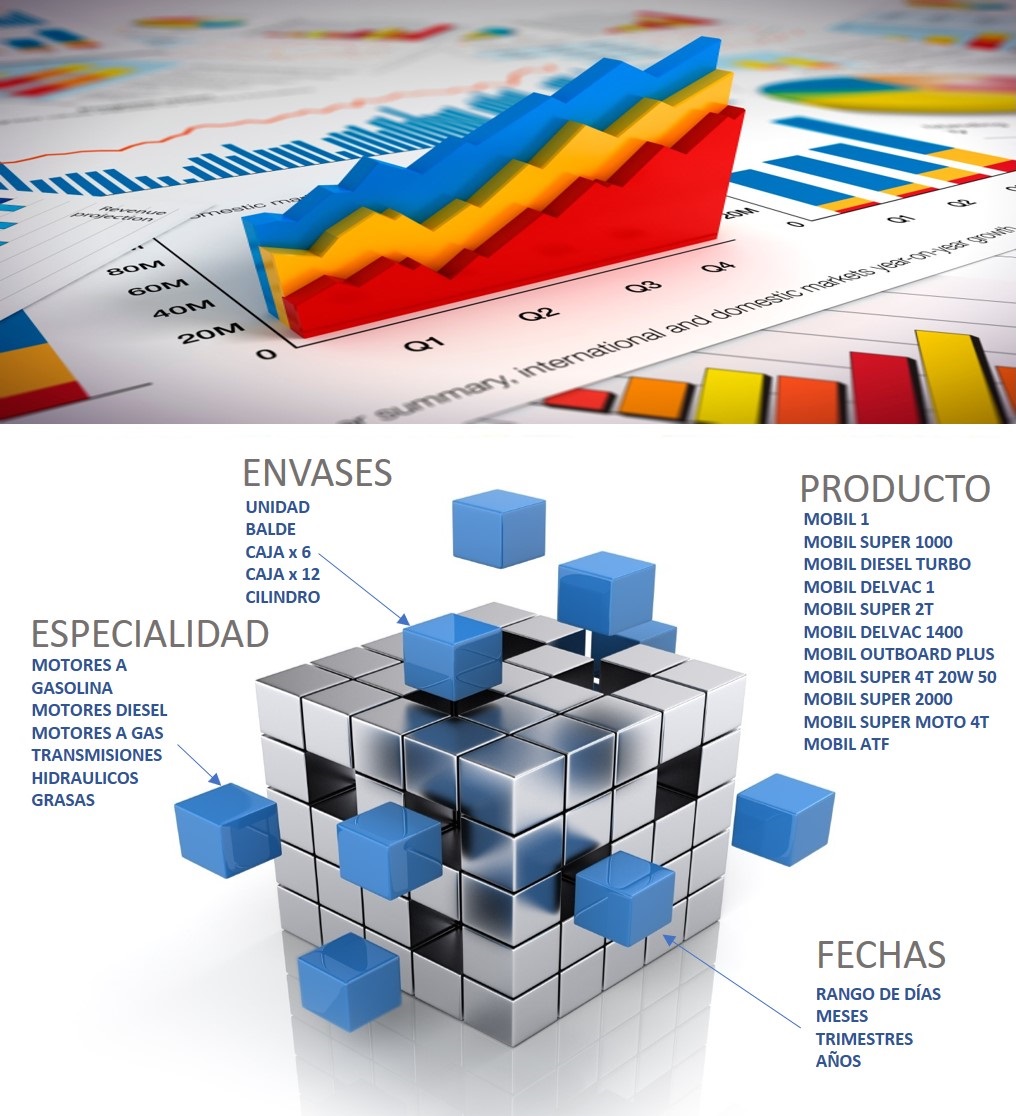 Revenue
projection
omestic ma
80M
60M
40M
20M
0
Q1
Q2
Q3
Q4
20M
0
Q1
Q2
er summary, international and domestic markets year-on-year growth
ENVASES
UNIDAD
BALDE
CAJA x 6
CAJA x 12
CILINDRO
PRODUCTO
MOBIL 1
MOBIL SUPER 1000
MOBIL DIESEL TURBO
MOBIL DELVAC 1
MOBIL SUPER 2T
MOBIL DELVAC 1400
MOBIL OUTBOARD PLUS
MOBIL SUPER 4T 20W 50
MOBIL SUPER 2000
MOBIL SUPER MOTO 4T
MOBIL ATF
ESPECIALIDAD
MOTORES A
GASOLINA
MOTORES DIESEL
MOTORES A GAS
TRANSMISIONES
HIDRAULICOS
GRASAS
FECHAS
RANGO DE DÍAS
MESES
TRIMESTRES
AÑOS